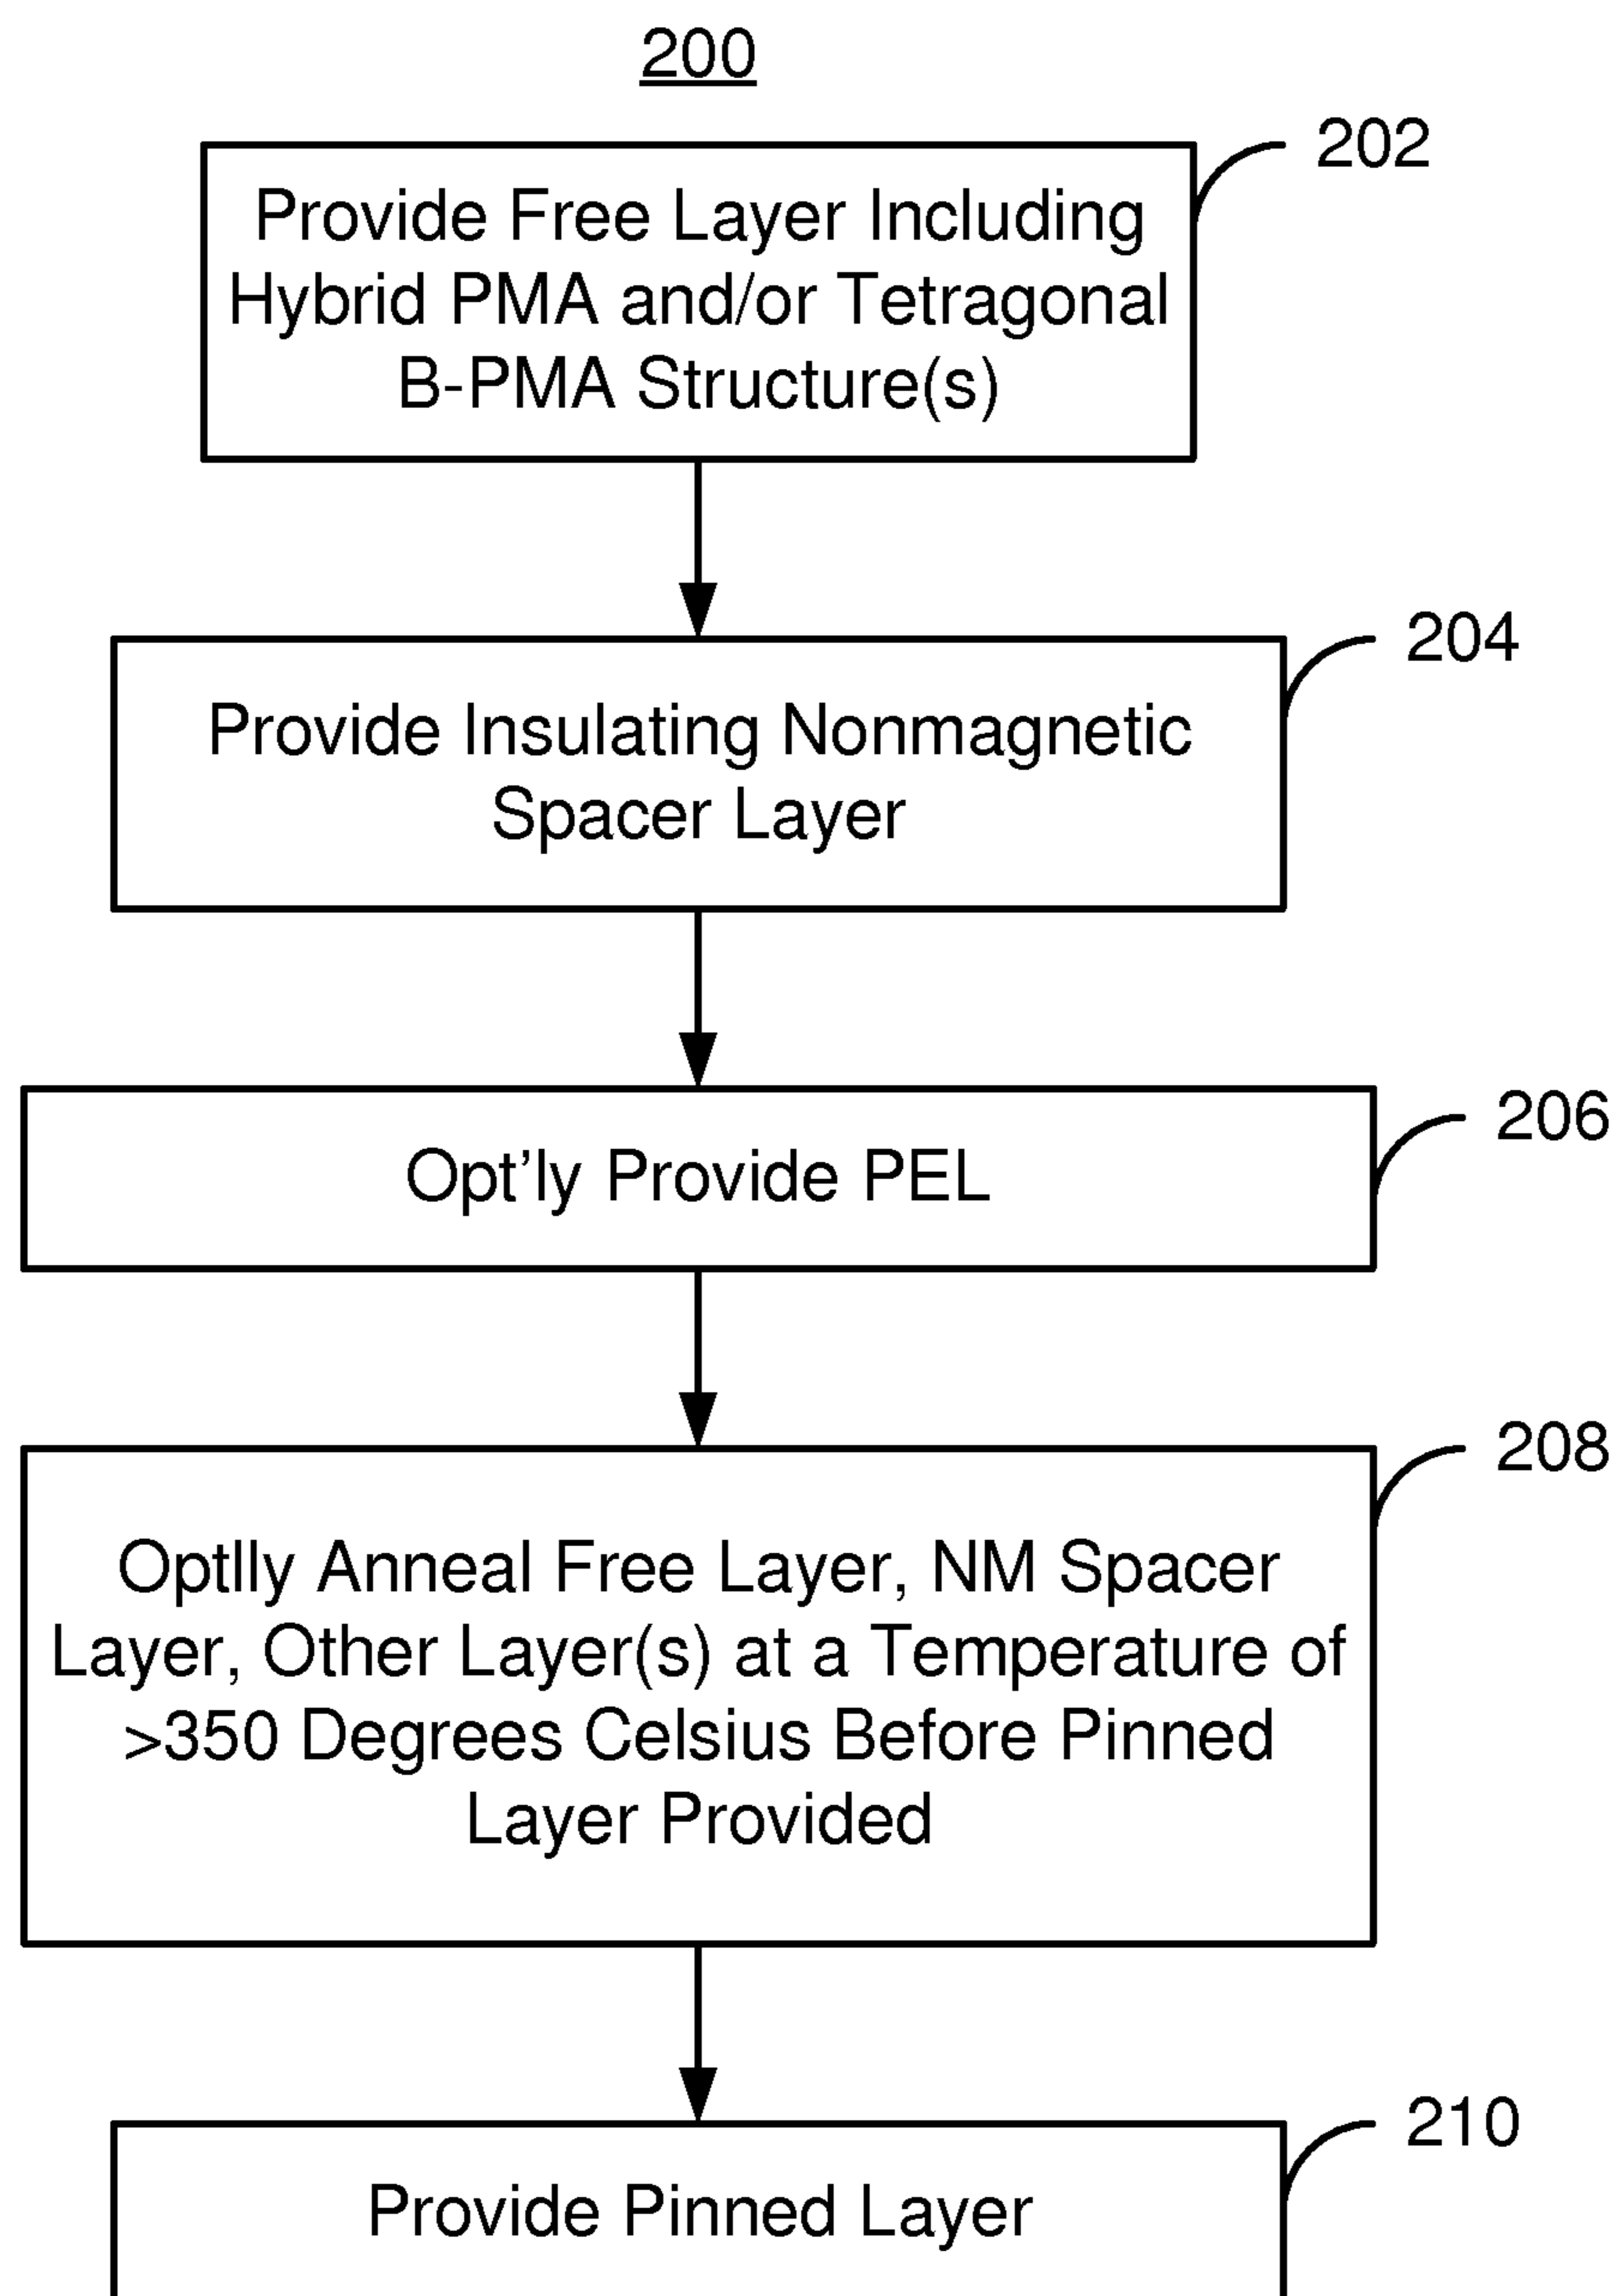 200
202
Provide Free Layer Including
Hybrid PMA and/or Tetragonal
B-PMA Structure(s)
204
Provide Insulating Nonmagnetic
Spacer Layer
206
Opt’ly Provide PEL
208
Optlly Anneal Free Layer, NM Spacer
Layer, Other Layer(s) at a Temperature of
>350 Degrees Celsius Before Pinned
Layer Provided
210
Provide Pinned Layer